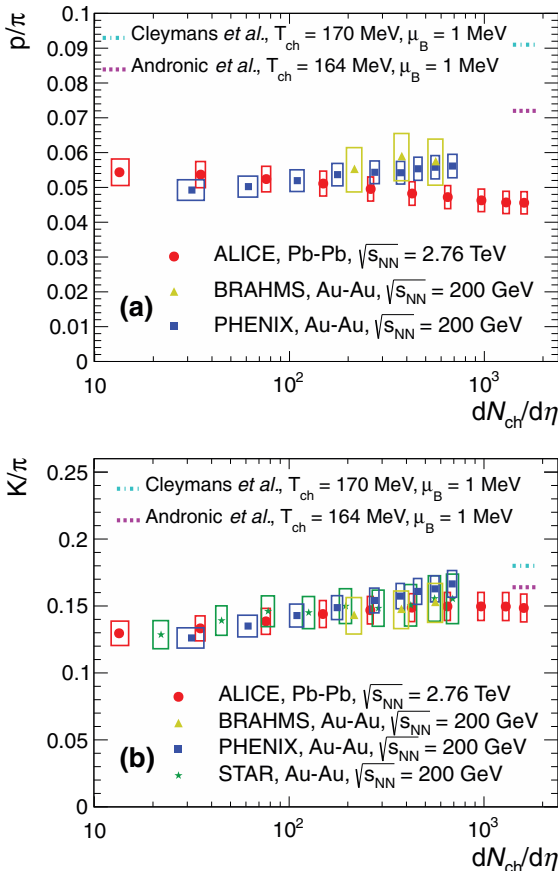 p/π
0.1
Cleymans et al., T_ch = 170 MeV, μ_B = 1 MeV
0.09
Andronic et al., T_ch = 164 MeV, μ_B = 1 MeV
0.08
0.07
0.06
0.05
0.04
0.03
ALICE, Pb-Pb, √s_NN = 2.76 TeV
0.02
BRAHMS, Au-Au, √s_NN = 200 GeV
(a)
0.01
PHENIX, Au-Au, √s_NN = 200 GeV
0
10 10² 10³
dN_ch/dη
K/π
0.25
Cleymans et al., T_ch = 170 MeV, μ_B = 1 MeV
Andronic et al., T_ch = 164 MeV, μ_B = 1 MeV
0.2
0.15
0.1
ALICE, Pb-Pb, √s_NN = 2.76 TeV
BRAHMS, Au-Au, √s_NN = 200 GeV
0.05
(b)
PHENIX, Au-Au, √s_NN = 200 GeV
STAR, Au-Au, √s_NN = 200 GeV
0
10 10² 10³
dN_ch/dη